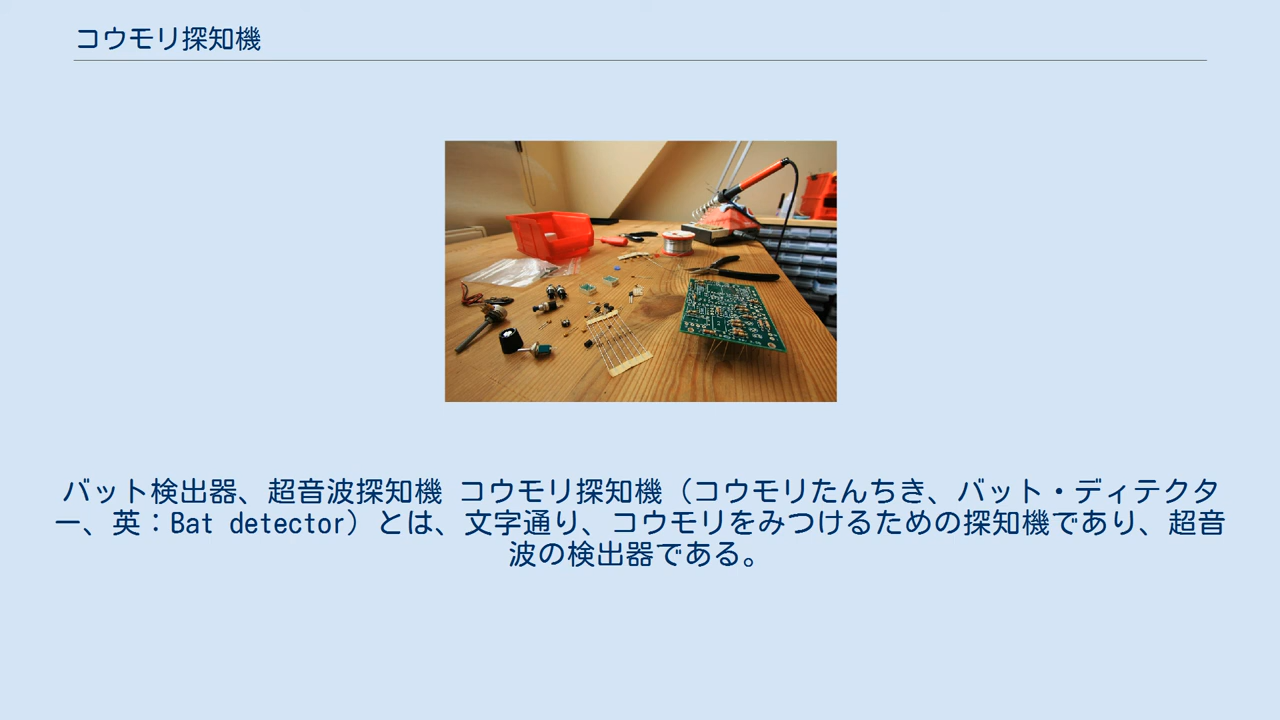 コウモリ探知機
バット検出器、超音波探知機 コウモリ探知機（コウモリたんちき、バット・ディテクタ
ー、英：Bat detector）とは、文字通り、コウモリをみつけるための探知機であり、超音
波の検出器である。